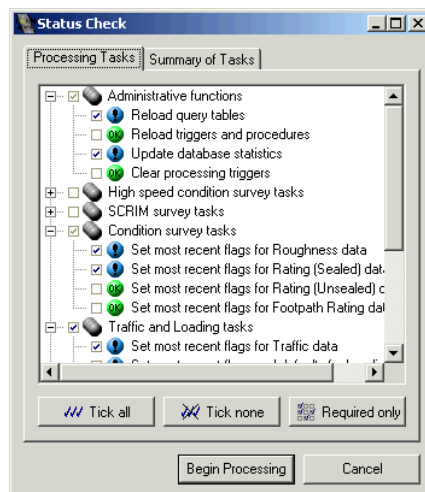 Status Check
Processing Tasks
Summary of Tasks
Administrative functions
Reload query tables
OK Reload triggers and procedures
Update database statistics
OK Clear processing triggers
High speed condition survey tasks
SCRIM survey tasks
Condition survey tasks
Set most recent flags for Roughness data
Set most recent flags for Rating (Sealed) dat
OK Set most recent flags for Rating (Unsealed) c
OK Set most recent flags for Footpath Rating dat
Traffic and Loading tasks
Set most recent flags for Traffic data
Tick all
Tick none
Required only
Begin Processing
Cancel